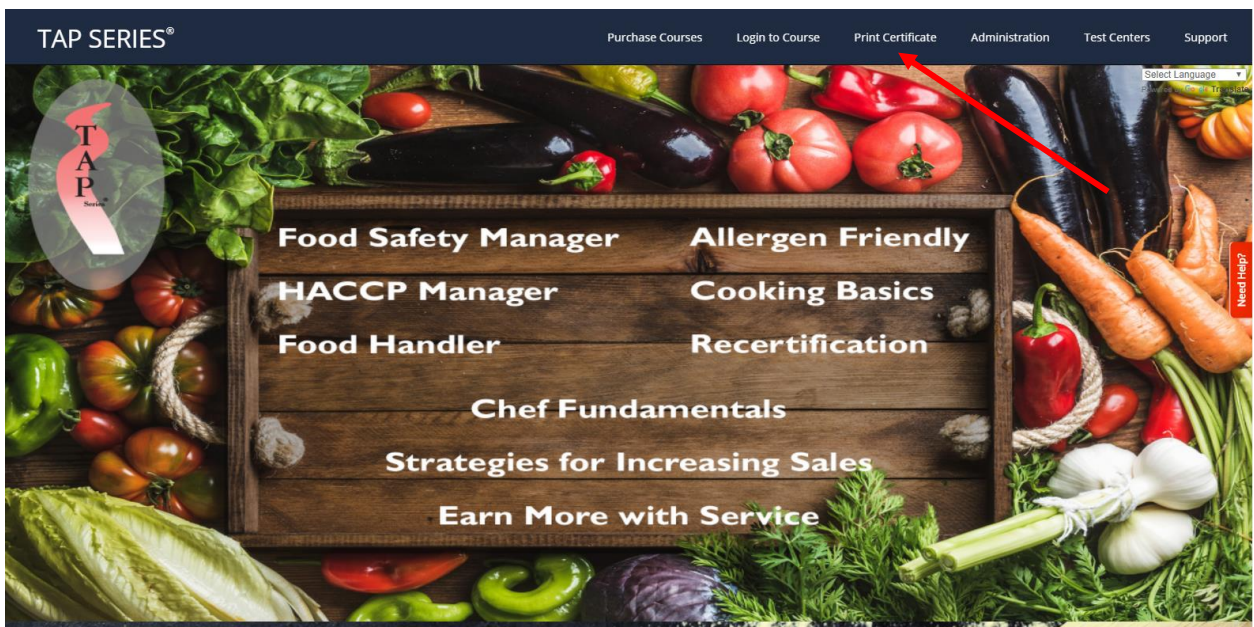 TAP SERIES®
Purchase Courses
Login to Course
Print Certificate
Administration
Test Centers
Support
Select Language
Translate
T
A
P
Series®
Food Safety Manager
Allergen Friendly
HACCP Manager
Cooking Basics
Food Handler
Recertification
Chef Fundamentals
Strategies for Increasing Sales
Earn More with Service
Need Help?